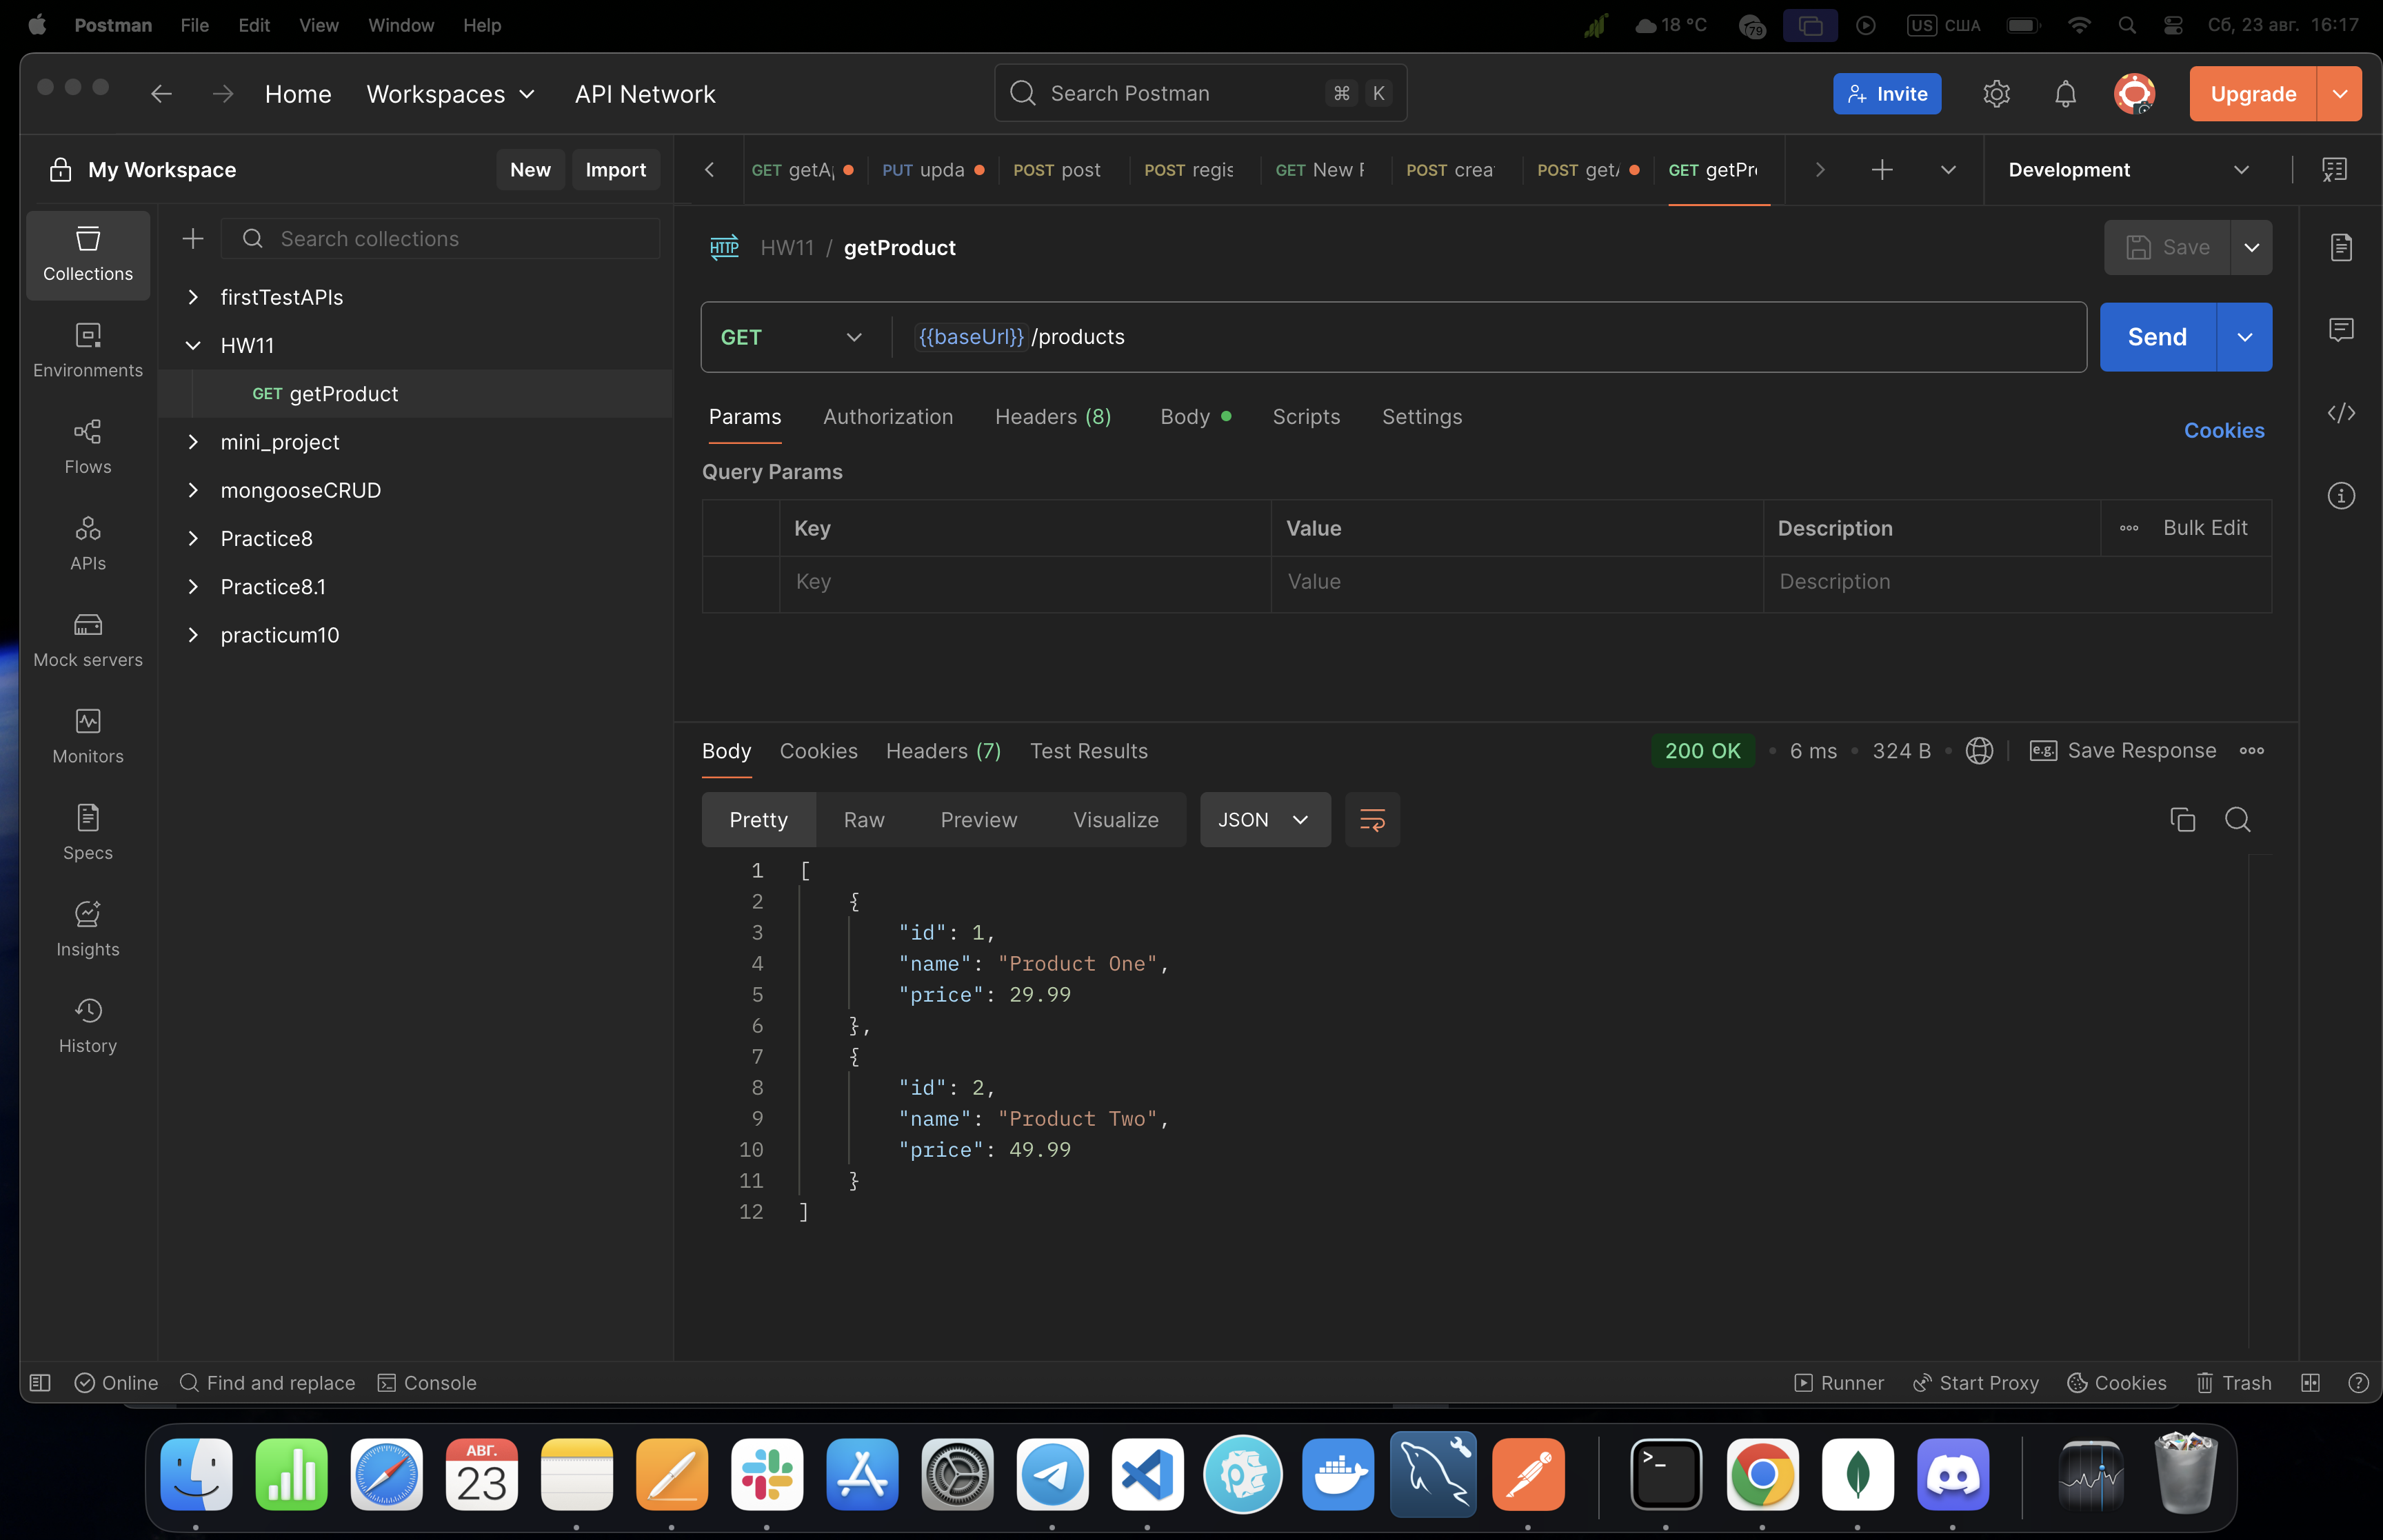 Postman File Edit View Window Help 18 °C 79 US США Сб, 23 авг. 16:17
Home Workspaces API Network Search Postman ⌘ K Invite Upgrade
My Workspace New Import GET getA PUT upda POST post POST regis GET New POST crea POST getA GET getPr Development
Collections
Search collections
firstTestAPIs
HW11
GET getProduct
mini_project
mongooseCRUD
Practice8
Practice8.1
practicum10
Environments
Flows
APIs
Mock servers
Monitors
Specs
Insights
History
HTTP HW11 / getProduct Save
GET {{baseUrl}}/products Send
Params Authorization Headers (8) Body Scripts Settings Cookies
Query Params
Key Value Description Bulk Edit
Key Value Description
Body Cookies Headers (7) Test Results 200 OK • 6 ms • 324 B • e.g. Save Response
Pretty Raw Preview Visualize JSON
1 [
2 {
3 "id": 1,
4 "name": "Product One",
5 "price": 29.99
6 },
7 {
8 "id": 2,
9 "name": "Product Two",
10 "price": 49.99
11 }
12 ]
Online Find and replace Console Runner Start Proxy Cookies Trash
АВГ.
23